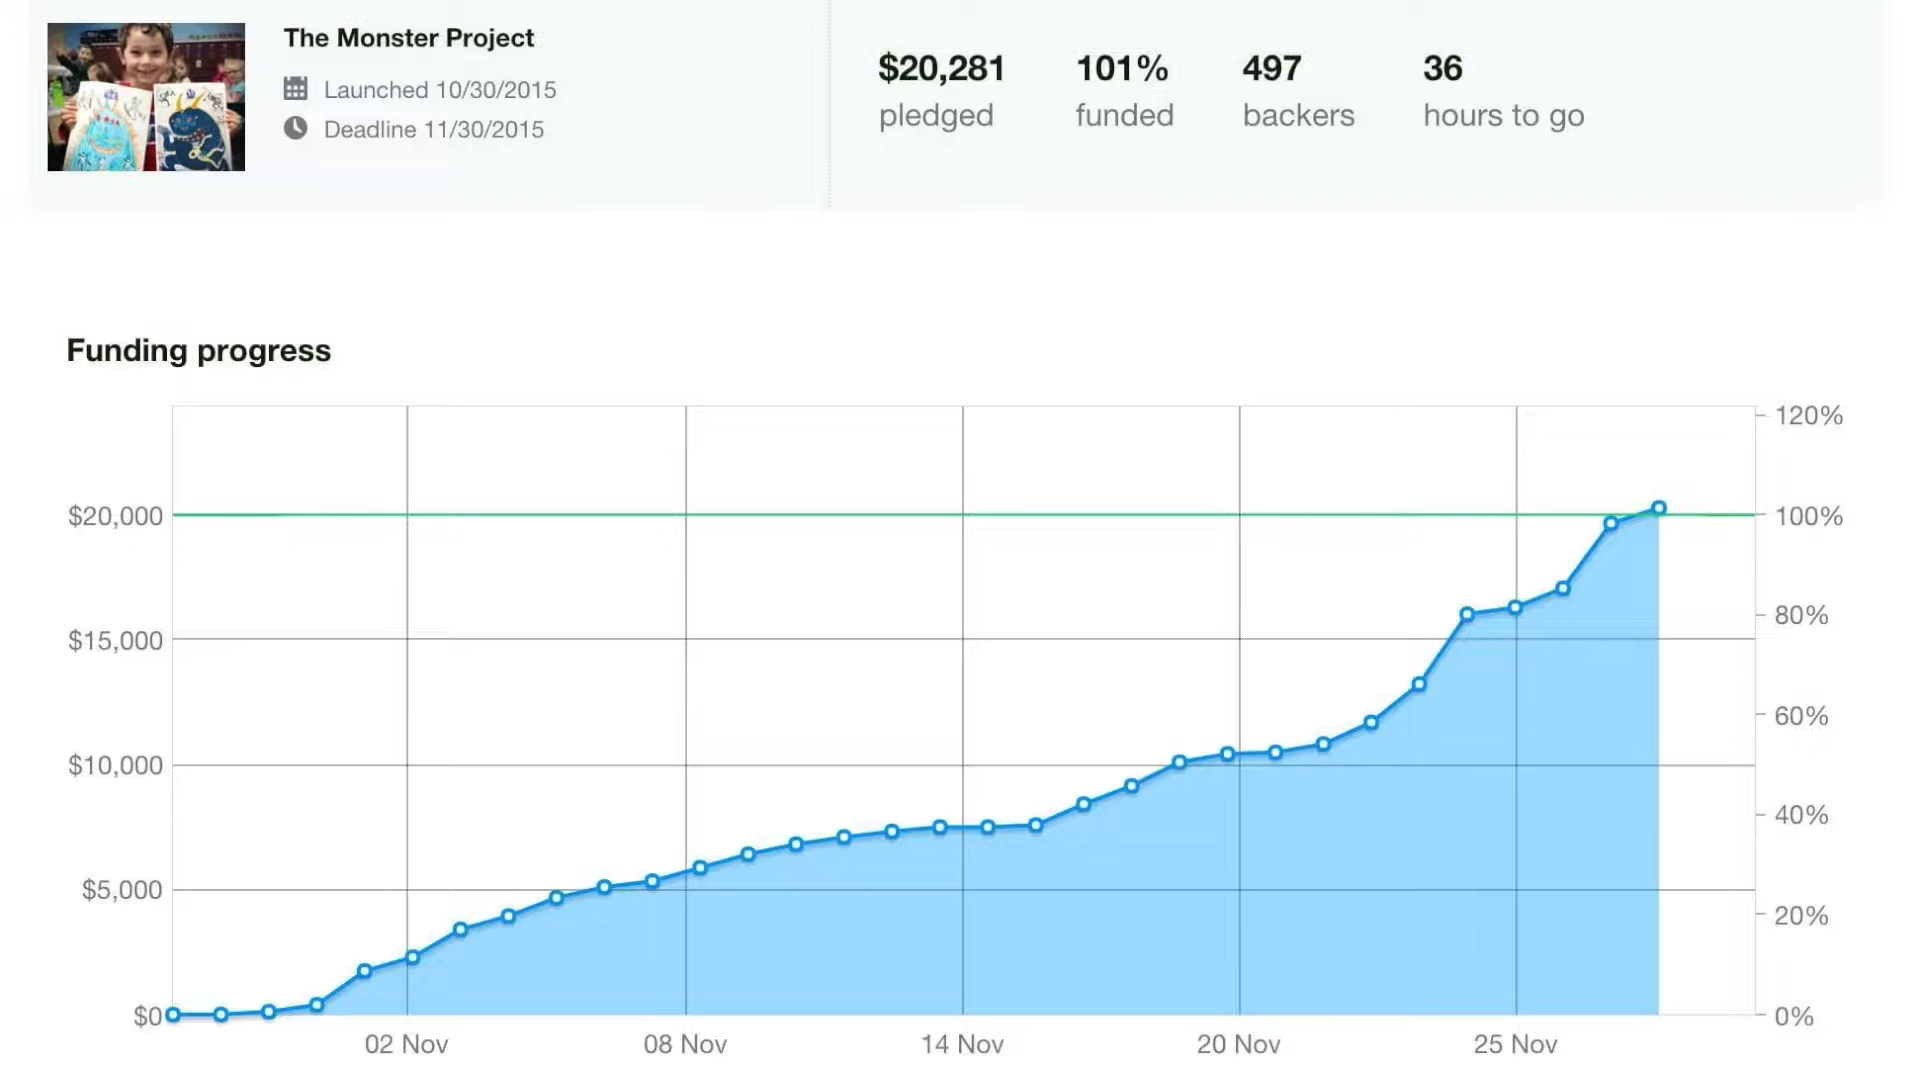 The Monster Project
Launched 10/30/2015
Deadline 11/30/2015
$20,281
pledged
101%
funded
497
backers
36
hours to go
Funding progress
$20,000
$15,000
$10,000
$5,000
$0
120%
100%
80%
60%
40%
20%
0%
02 Nov
08 Nov
14 Nov
20 Nov
25 Nov